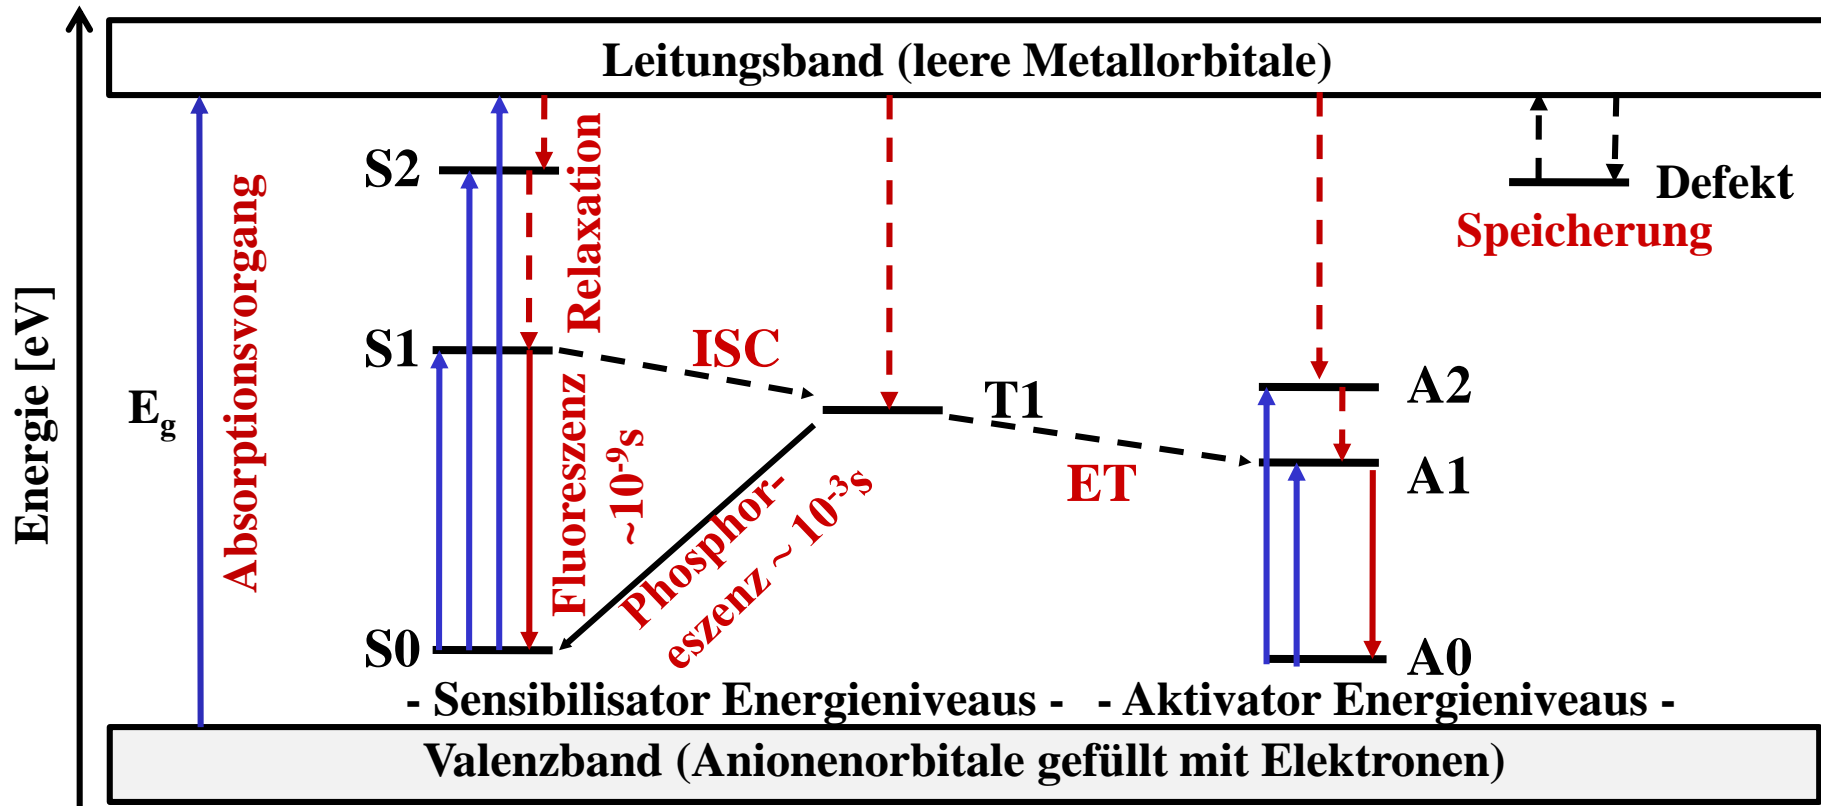 Leitungsband (leere Metallorbitale)
Energie [eV]
E_g
Absorptionsvorgang
S2
S1
S0
Relaxation
Fluoreszenz
~10⁻⁹s
ISC
T1
Phosphor-
eszenz ~ 10⁻³s
ET
A2
A1
A0
Defekt
Speicherung
- Sensibilisator Energieniveaus -
- Aktivator Energieniveaus -
Valenzband (Anionenorbitale gefüllt mit Elektronen)